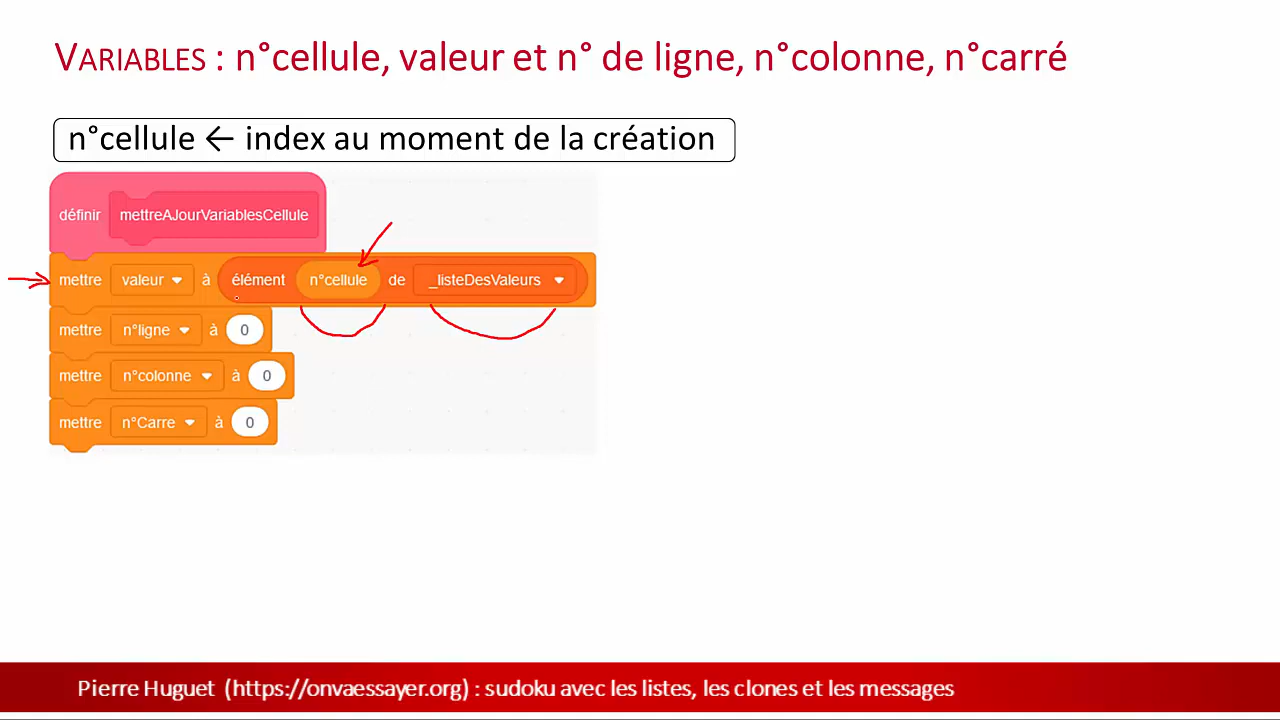 VARIABLES : n°cellule, valeur et n° de ligne, n°colonne, n°carré
n°cellule ← index au moment de la création
définir mettreAJourVariablesCellule
mettre valeur à élément n°cellule de _listeDesValeurs
mettre n°ligne à 0
mettre n°colonne à 0
mettre n°Carre à 0
Pierre Huguet (https://onvaessayer.org) : sudoku avec les listes, les clones et les messages